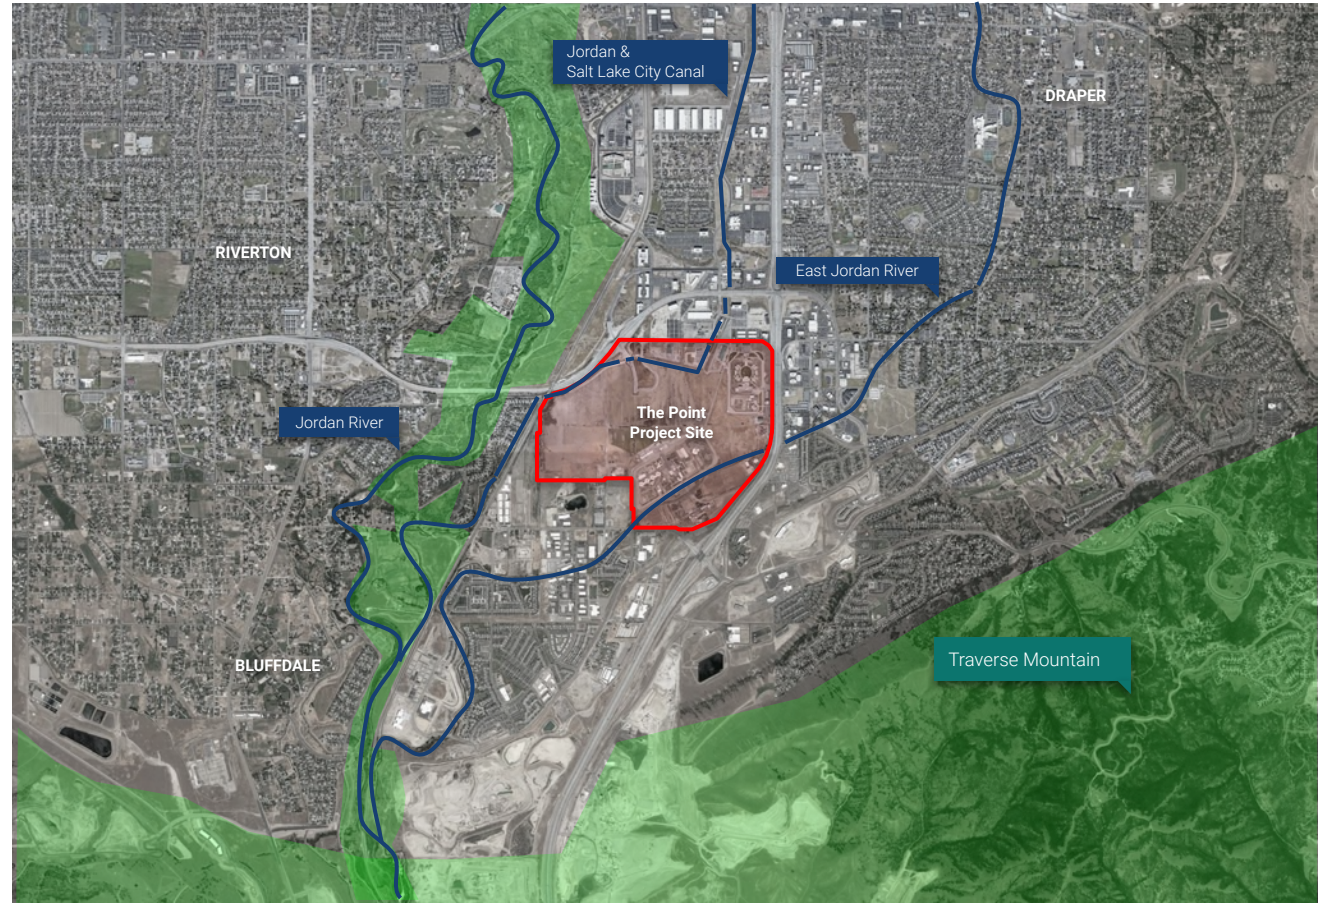 Jordan &
Salt Lake City Canal
DRAPER
RIVERTON
East Jordan River
The Point
Project Site
Jordan River
BLUFFDALE
Traverse Mountain